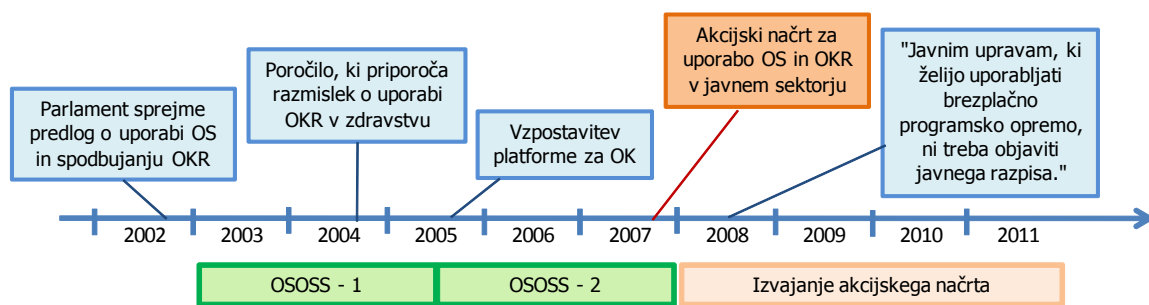 Parlament sprejme
predlog o uporabi OS
in spodbujanju OKR
Poročilo, ki priporoča
razmislek o uporabi
OKR v zdravstvu
Vzpostavitev
platforme za OK
Akcijski načrt za
uporabo OS in OKR
v javnem sektorju
"Javnim upravam, ki
želijo uporabljati
brezplačno
programsko opremo,
ni treba objaviti
javnega razpisa."
2002 2003 2004 2005 2006 2007 2008 2009 2010 2011
OSOSS - 1 OSOSS - 2 Izvajanje akcijskega načrta